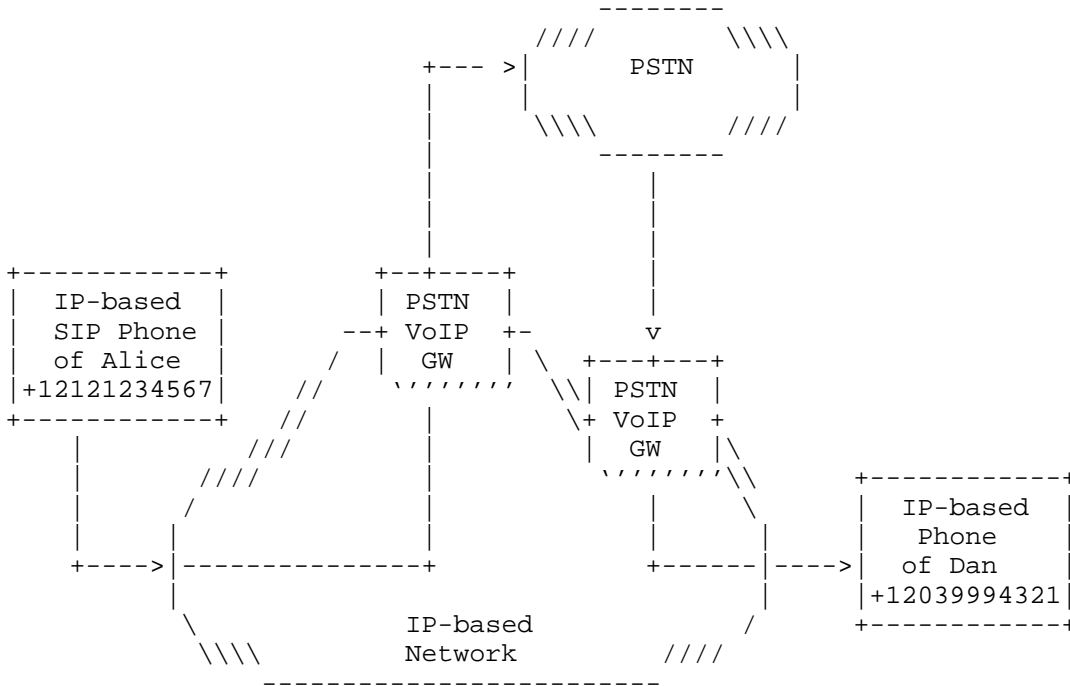 PSTN
IP-based
SIP Phone
of Alice
+12121234567
PSTN
VoIP
GW
PSTN
VoIP
GW
IP-based
Phone
of Dan
+12039994321
IP-based
Network